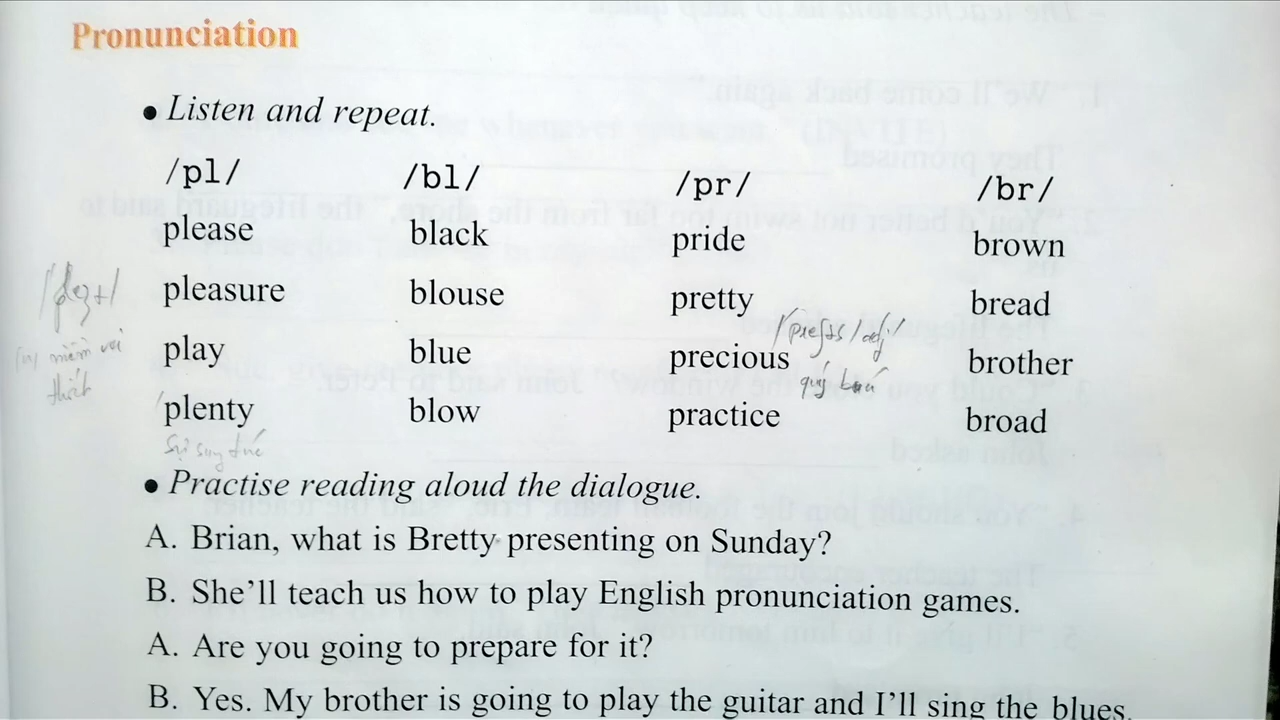 Pronunciation
• Listen and repeat.
/pl/ /bl/ /pr/ /br/
please black pride brown
pleasure blouse pretty bread
play blue precious brother
plenty blow practice broad
quý báu
• Practise reading aloud the dialogue.
A. Brian, what is Bretty presenting on Sunday?
B. She’ll teach us how to play English pronunciation games.
A. Are you going to prepare for it?
B. Yes. My brother is going to play the guitar and I’ll sing the blues.